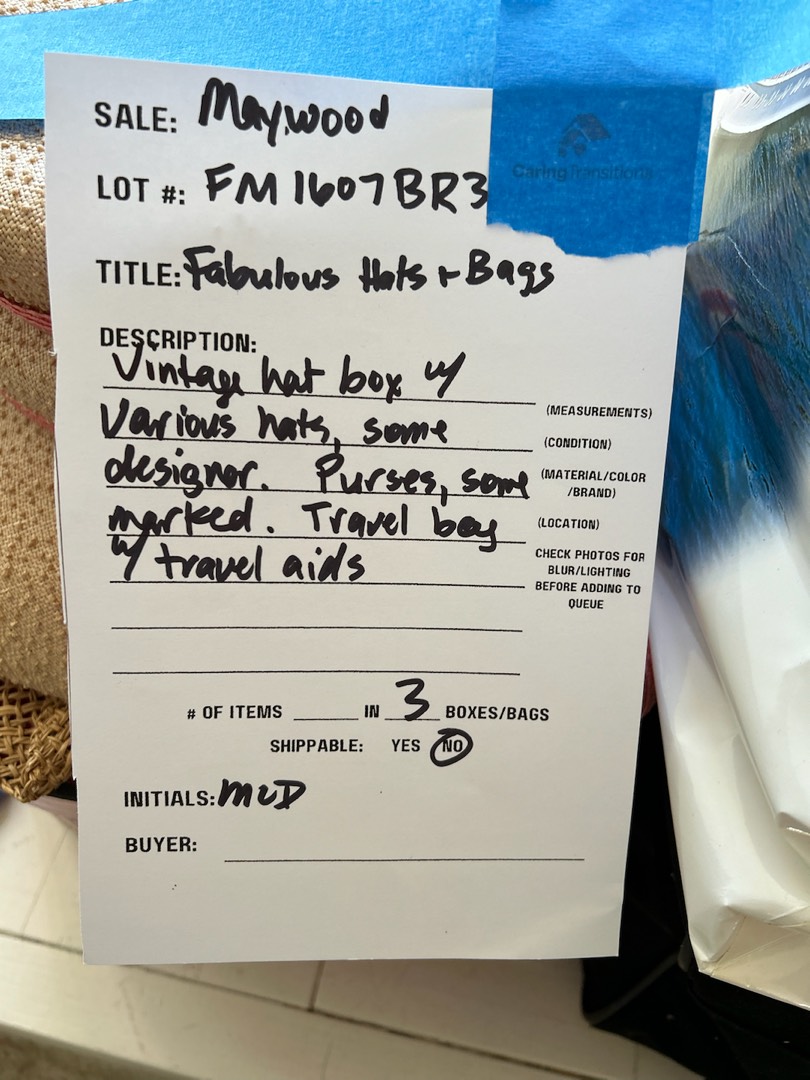 SALE: Maywood
CaringTransitions
LOT #: FM1607BR3
TITLE: Fabulous Hats + Bags
DESCRIPTION:
Vintage hat box w/
(MEASUREMENTS)
Various hats, some
(CONDITION)
designer. Purses, some
(MATERIAL/COLOR
/BRAND)
marked. Travel bag
(LOCATION)
w/ travel aids
CHECK PHOTOS FOR
BLUR/LIGHTING
BEFORE ADDING TO
QUEUE
# OF ITEMS ____ IN 3 BOXES/BAGS
SHIPPABLE: YES NO
INITIALS: MCD
BUYER: